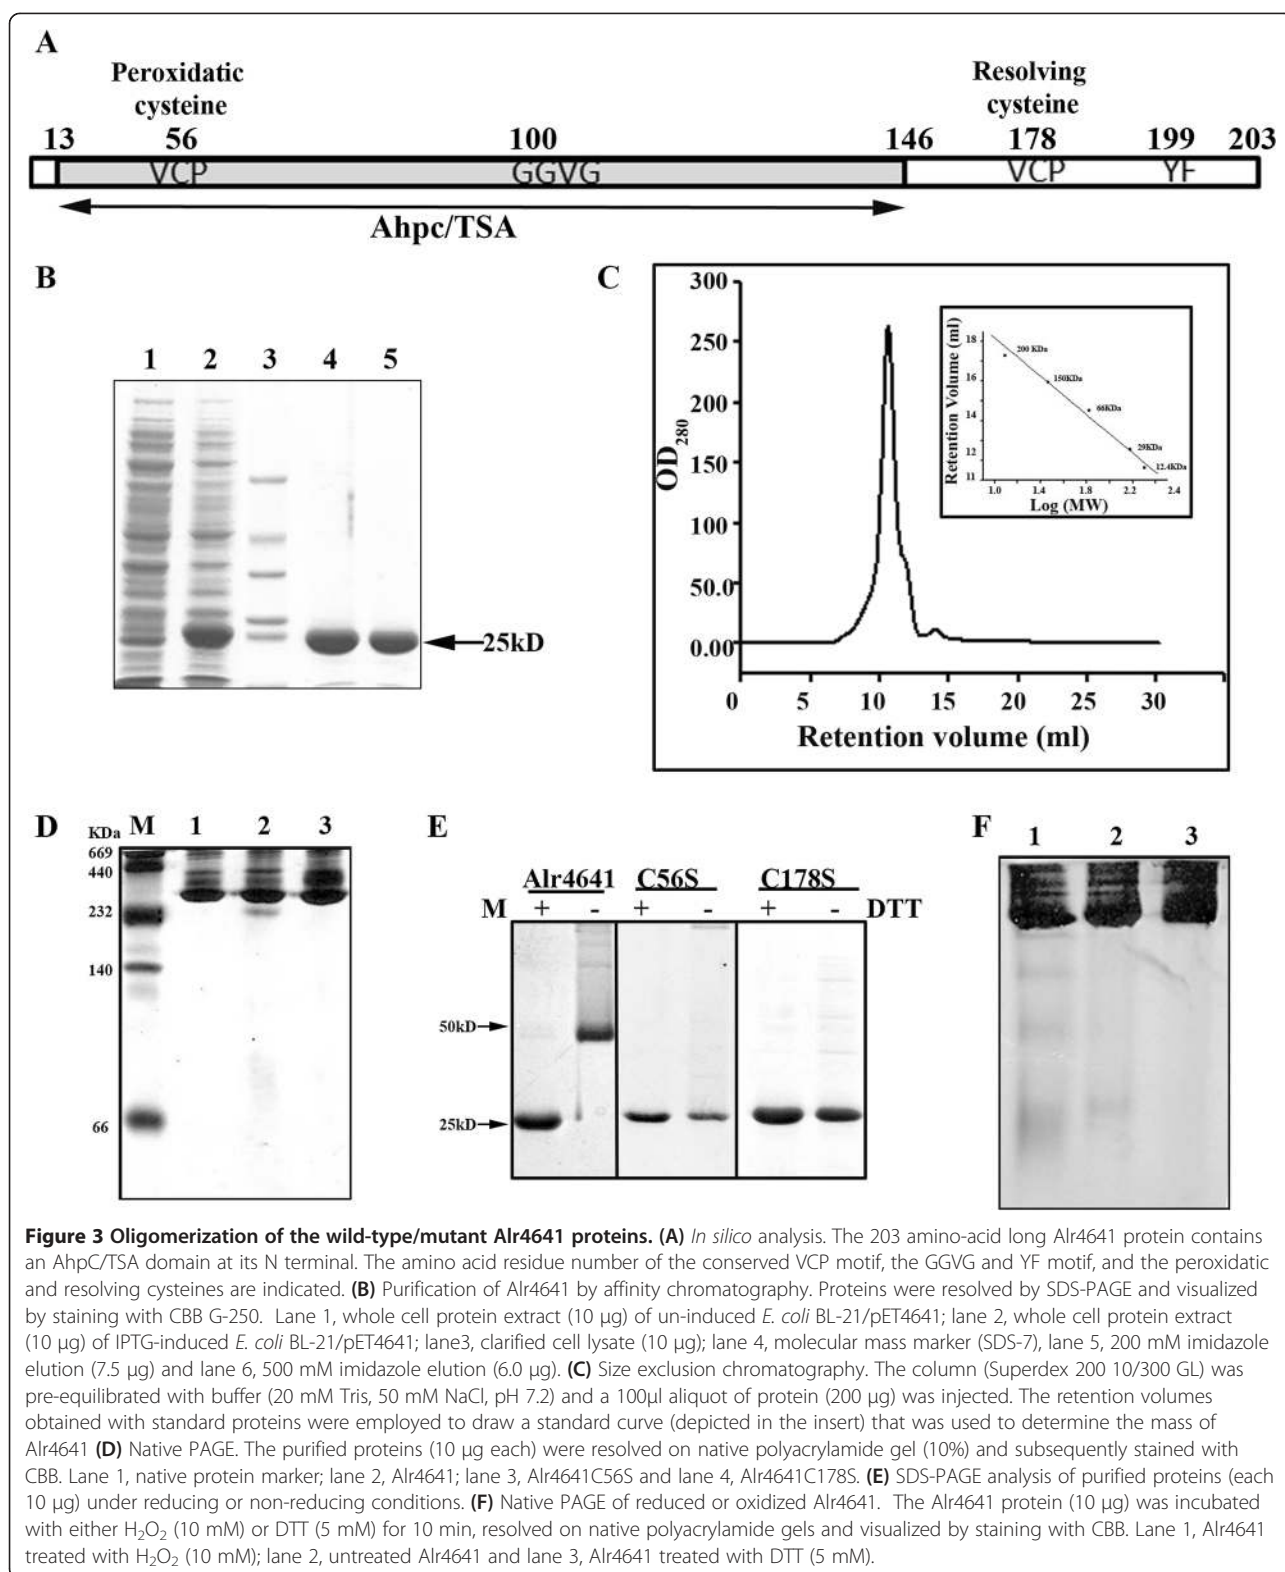 A
Peroxidatic
cysteine
Resolving
cysteine
13 56 100 146 178 199 203
VCP GGVG VCP YF
Ahpc/TSA
B
1 2 3 4 5
25kD
C
300
250
200
150
100
50.0
0.00
OD280
0 5 10 15 20 25 30
Retention volume (ml)
Retention Volume (ml)
18
16
14
12
11
200 KDa
150KDa
66KDa
29KDa
12.4KDa
1.0 1.4 1.8 2.2 2.4
Log (MW)
D
KDa M 1 2 3
669
440
232
140
66
E
Alr4641 C56S C178S
M + - + - + - DTT
50kD
25kD
F
1 2 3
Figure 3 Oligomerization of the wild-type/mutant Alr4641 proteins. (A) In silico analysis. The 203 amino-acid long Alr4641 protein contains
an AhpC/TSA domain at its N terminal. The amino acid residue number of the conserved VCP motif, the GGVG and YF motif, and the peroxidatic
and resolving cysteines are indicated. (B) Purification of Alr4641 by affinity chromatography. Proteins were resolved by SDS-PAGE and visualized
by staining with CBB G-250. Lane 1, whole cell protein extract (10 μg) of un-induced E. coli BL-21/pET4641; lane 2, whole cell protein extract
(10 μg) of IPTG-induced E. coli BL-21/pET4641; lane3, clarified cell lysate (10 μg); lane 4, molecular mass marker (SDS-7), lane 5, 200 mM imidazole
elution (7.5 μg) and lane 6, 500 mM imidazole elution (6.0 μg). (C) Size exclusion chromatography. The column (Superdex 200 10/300 GL) was
pre-equilibrated with buffer (20 mM Tris, 50 mM NaCl, pH 7.2) and a 100μl aliquot of protein (200 μg) was injected. The retention volumes
obtained with standard proteins were employed to draw a standard curve (depicted in the insert) that was used to determine the mass of
Alr4641 (D) Native PAGE. The purified proteins (10 μg each) were resolved on native polyacrylamide gel (10%) and subsequently stained with
CBB. Lane 1, native protein marker; lane 2, Alr4641; lane 3, Alr4641C56S and lane 4, Alr4641C178S. (E) SDS-PAGE analysis of purified proteins (each
10 μg) under reducing or non-reducing conditions. (F) Native PAGE of reduced or oxidized Alr4641. The Alr4641 protein (10 μg) was incubated
with either H2O2 (10 mM) or DTT (5 mM) for 10 min, resolved on native polyacrylamide gels and visualized by staining with CBB. Lane 1, Alr4641
treated with H2O2 (10 mM); lane 2, untreated Alr4641 and lane 3, Alr4641 treated with DTT (5 mM).